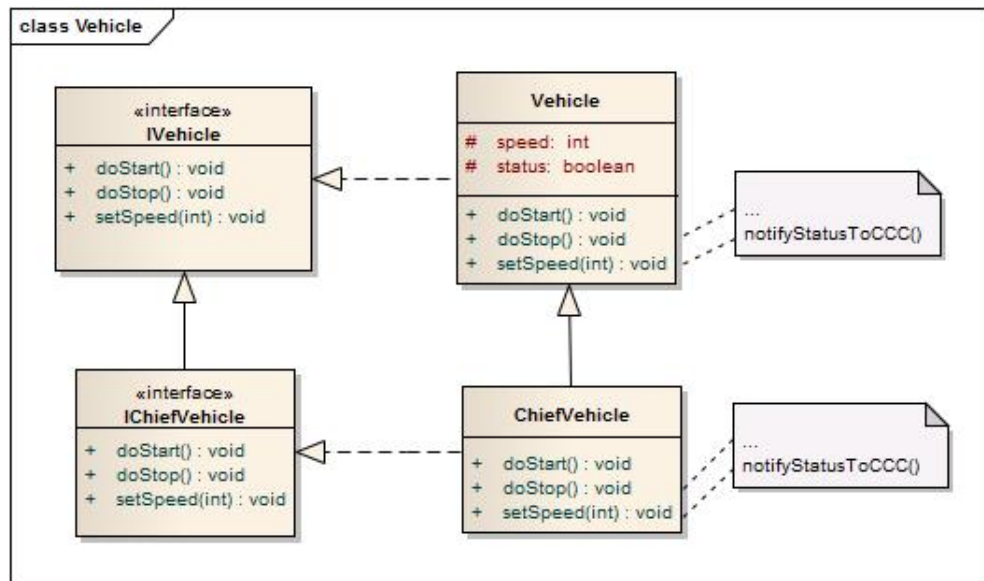 class Vehicle
«interface»
IVehicle
+ doStart() : void
+ doStop() : void
+ setSpeed(int) : void
Vehicle
# speed: int
# status: boolean
+ doStart() : void
+ doStop() : void
+ setSpeed(int) : void
...
notifyStatusToCCC()
«interface»
IChiefVehicle
+ doStart() : void
+ doStop() : void
+ setSpeed(int) : void
ChiefVehicle
+ doStart() : void
+ doStop() : void
+ setSpeed(int) : void
...
notifyStatusToCCC()